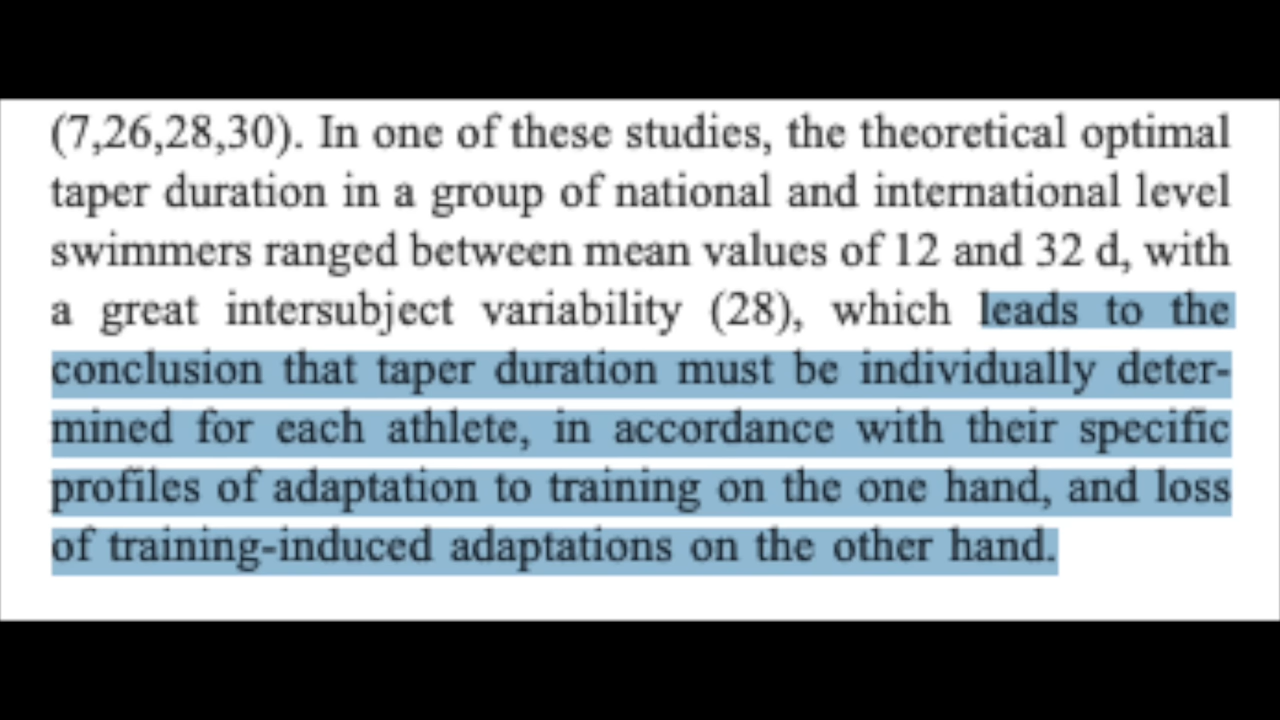 (7,26,28,30). In one of these studies, the theoretical optimal
taper duration in a group of national and international level
swimmers ranged between mean values of 12 and 32 d, with
a great intersubject variability (28), which leads to the
conclusion that taper duration must be individually deter-
mined for each athlete, in accordance with their specific
profiles of adaptation to training on the one hand, and loss
of training-induced adaptations on the other hand.